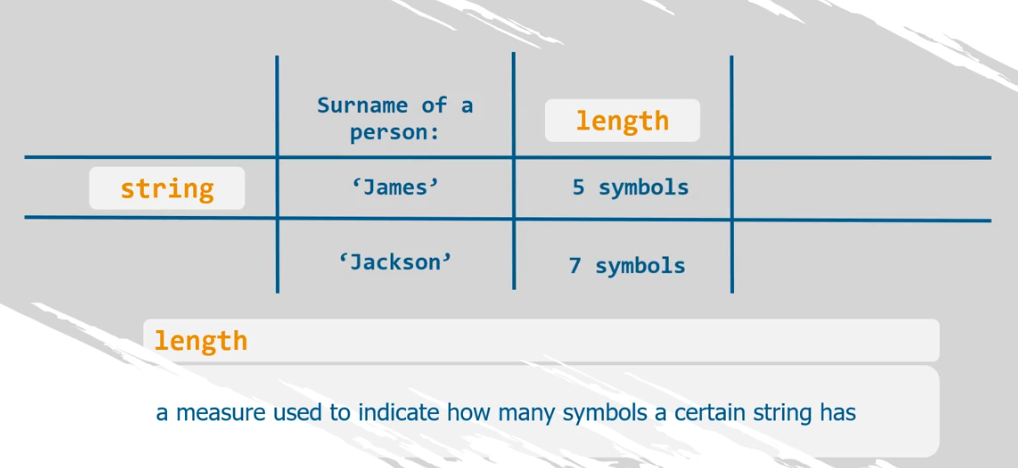 Surname of a
person:
length
string
‘James’
5 symbols
‘Jackson’
7 symbols
length
a measure used to indicate how many symbols a certain string has